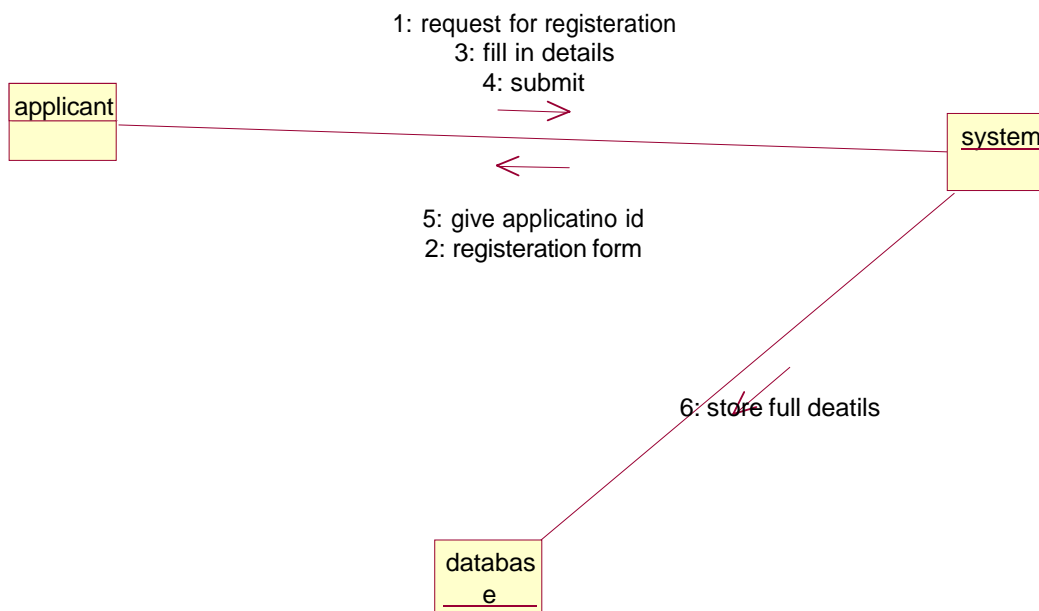 1: request for registeration
3: fill in details
4: submit
applicant
system
5: give applicatino id
2: registeration form
6: store full deatils
databas
e